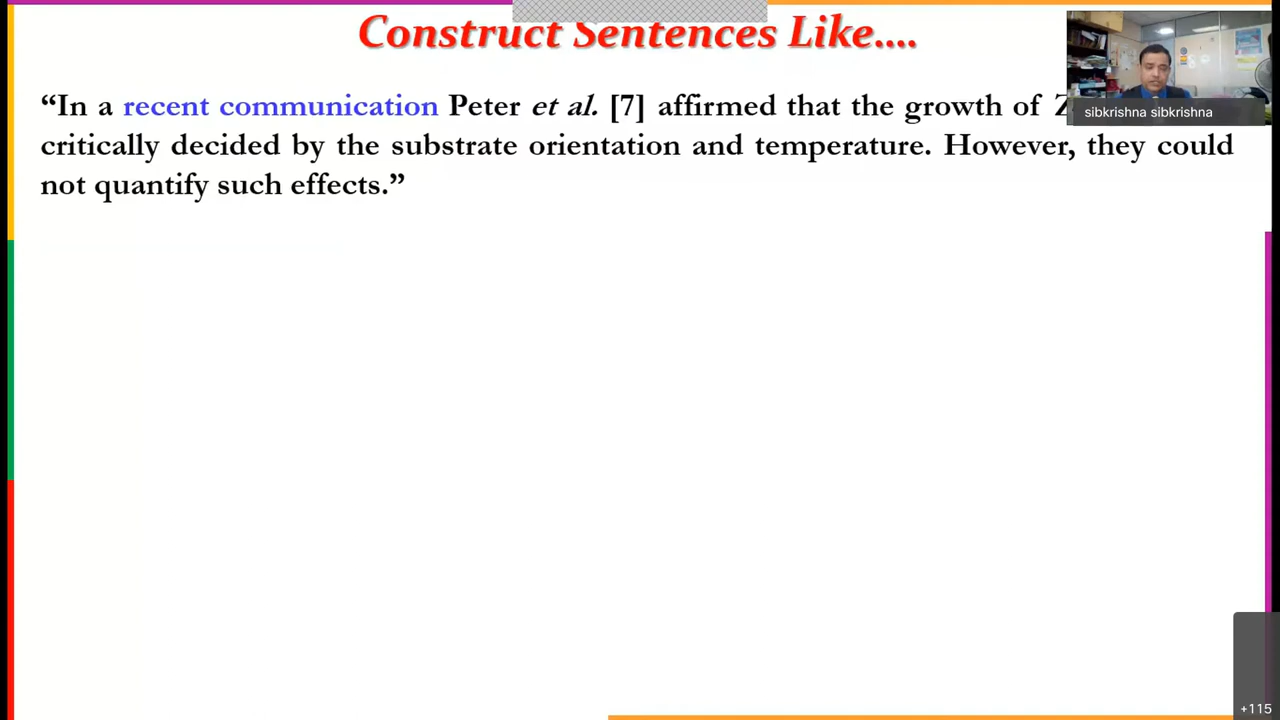 Construct Sentences Like....
“In a recent communication Peter et al. [7] affirmed that the growth of
critically decided by the substrate orientation and temperature. However, they could
not quantify such effects.”
sibkrishna sibkrishna
+115